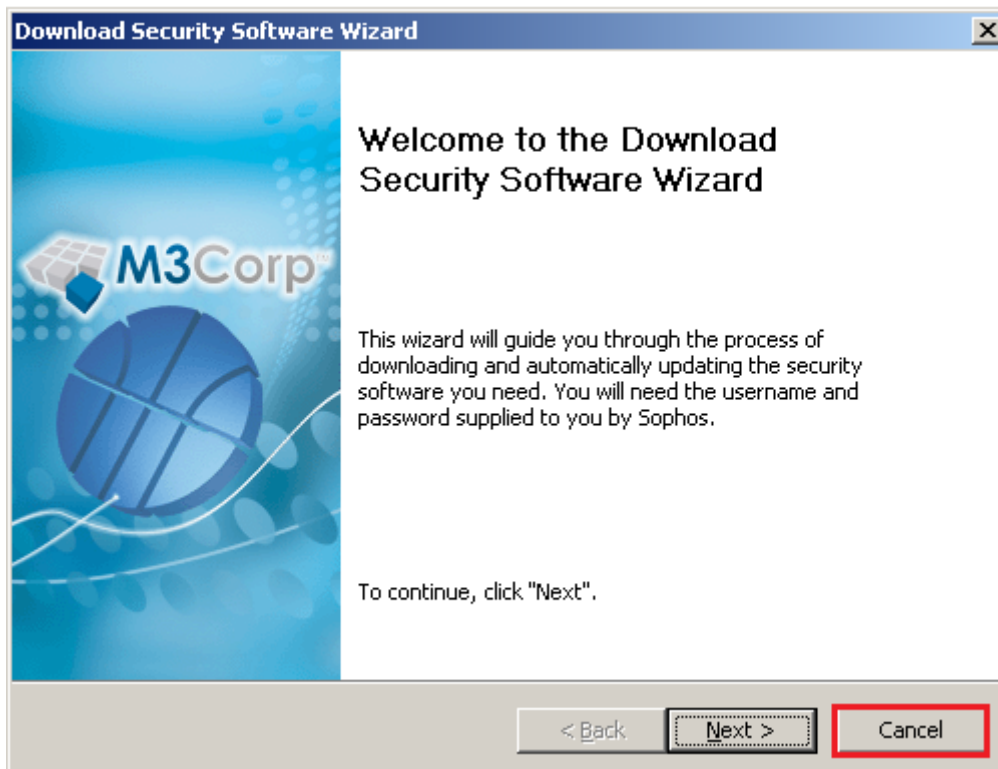 Download Security Software Wizard
Welcome to the Download
Security Software Wizard
M3Corp™
This wizard will guide you through the process of
downloading and automatically updating the security
software you need. You will need the username and
password supplied to you by Sophos.
To continue, click "Next".
< Back Next > Cancel